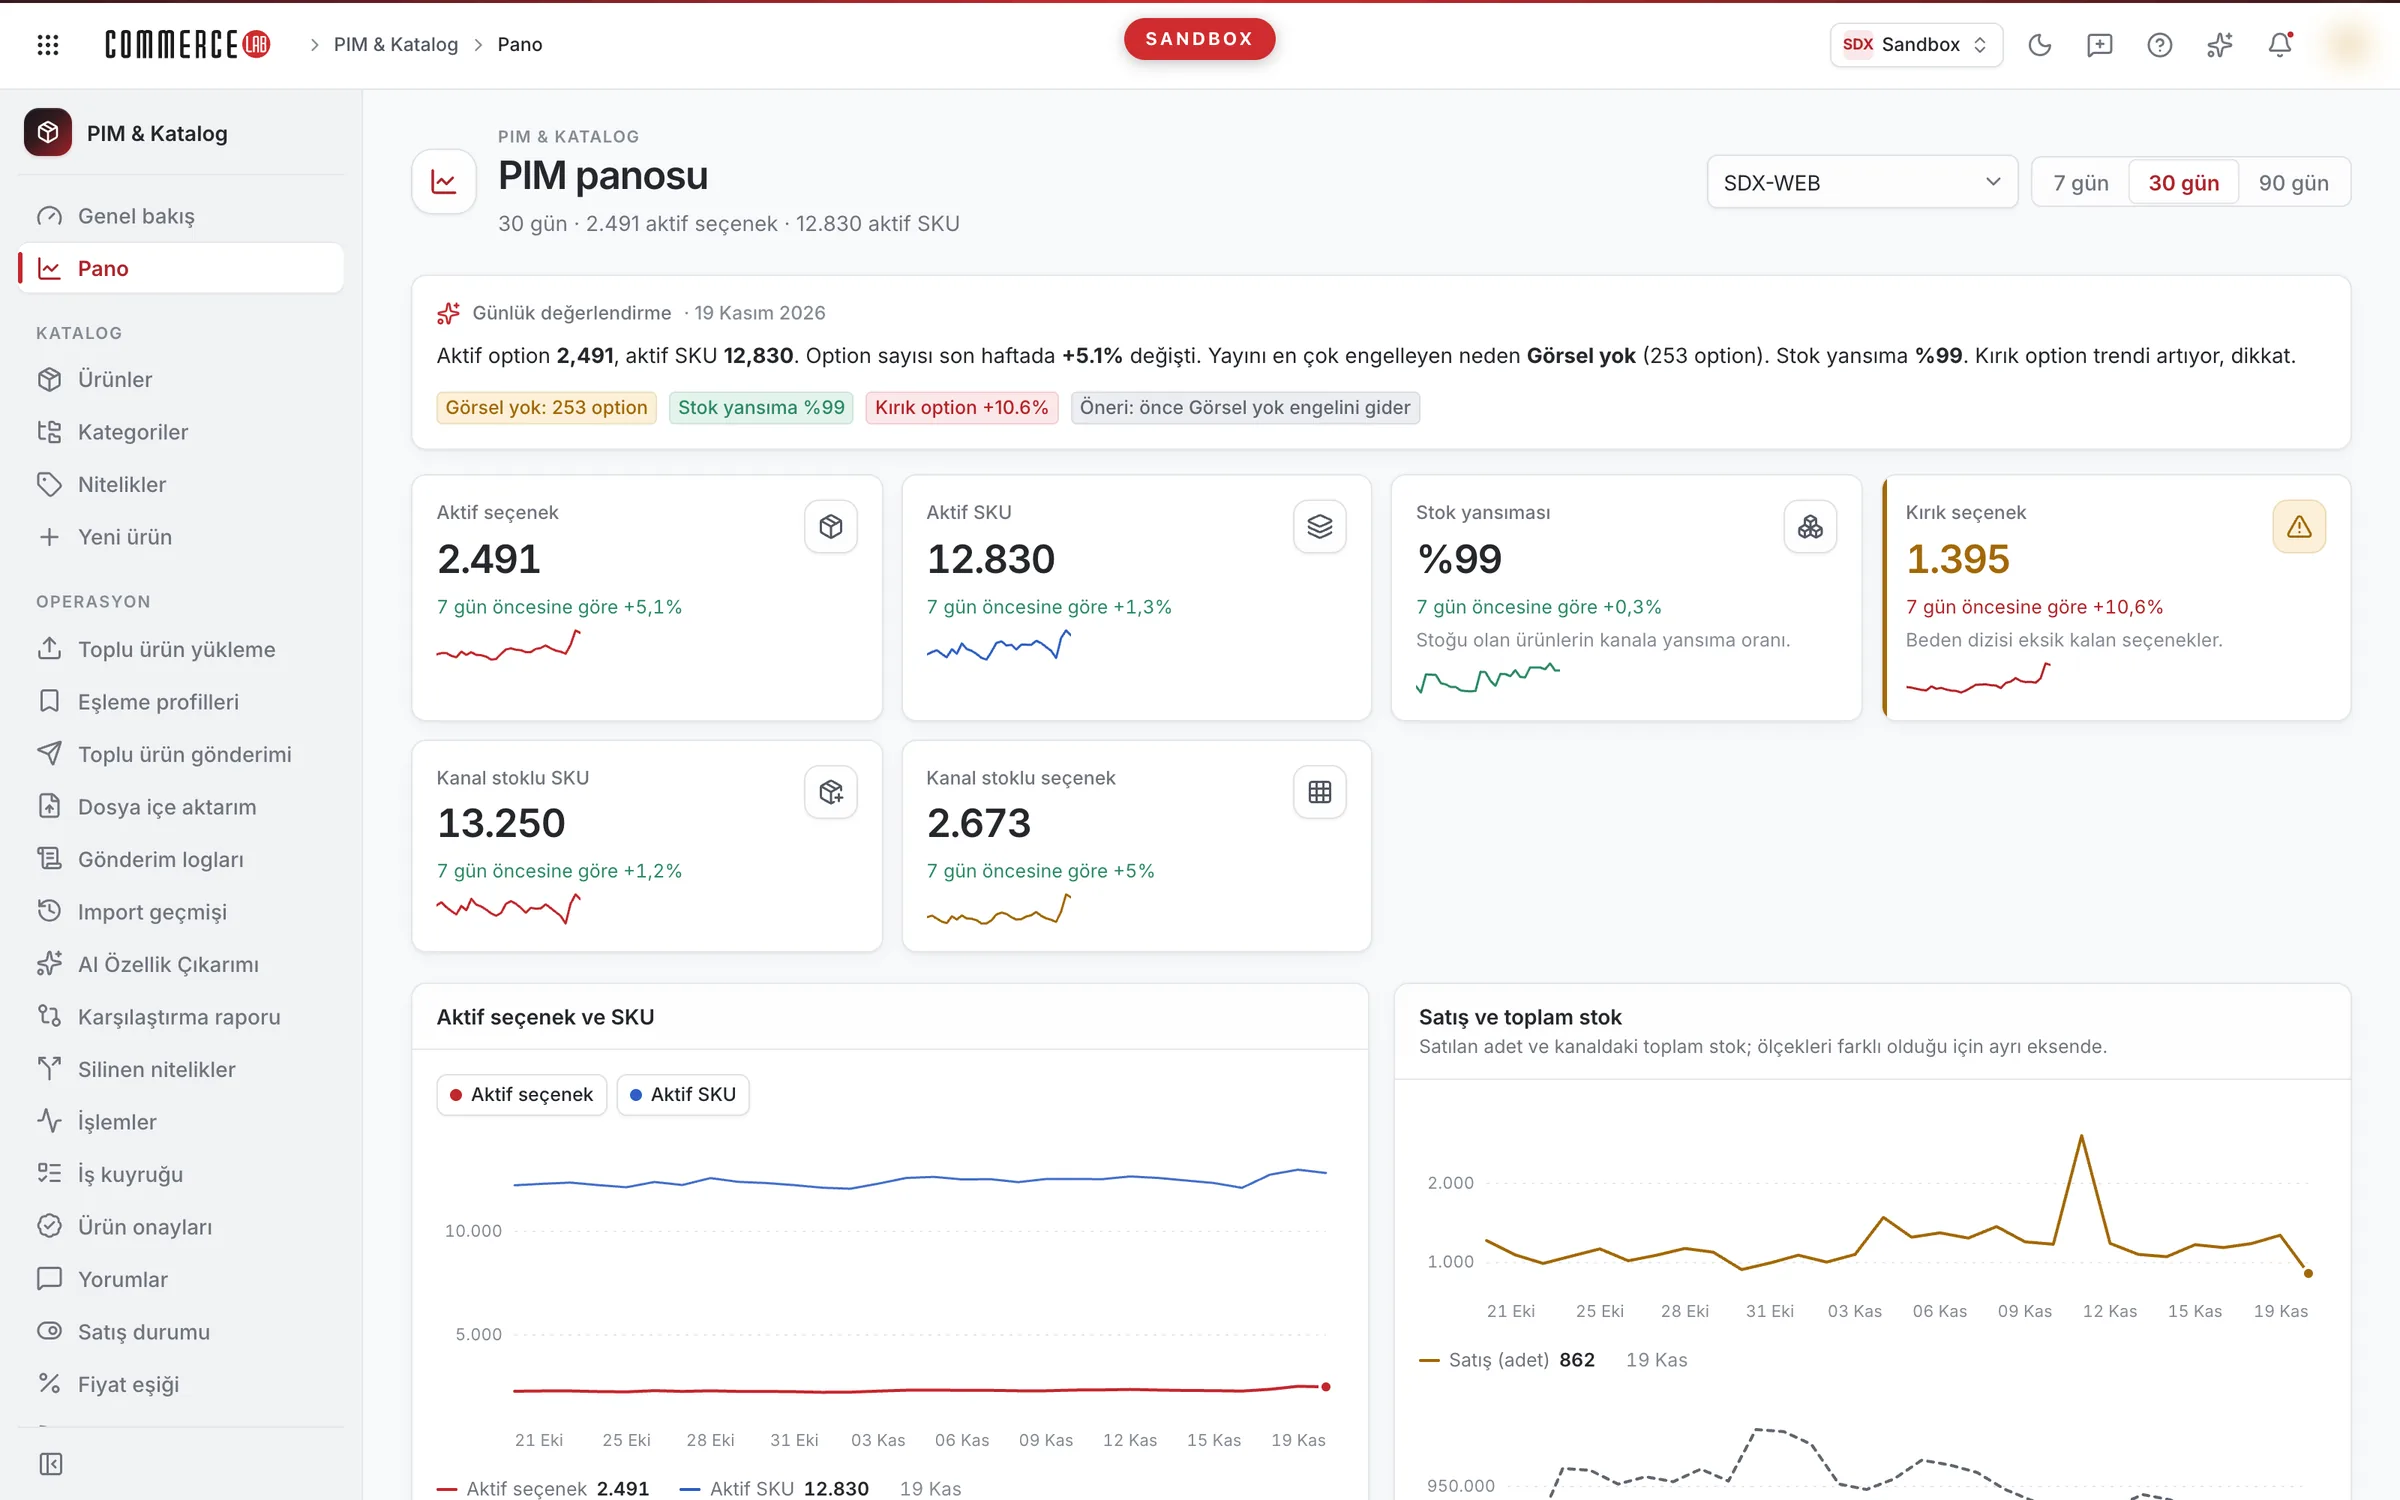 COMMERCE LAB
PIM & Katalog
Pano
SANDBOX
SDX Sandbox
PIM & Katalog
Genel bakış
Pano
KATALOG
Ürünler
Kategoriler
Nitelikler
Yeni ürün
OPERASYON
Toplu ürün yükleme
Eşleme profilleri
Toplu ürün gönderimi
Dosya içe aktarım
Gönderim logları
Import geçmişi
AI Özellik Çıkarımı
Karşılaştırma raporu
Silinen nitelikler
İşlemler
İş kuyruğu
Ürün onayları
Yorumlar
Satış durumu
Fiyat eşiği
PIM & KATALOG
PIM panosu
30 gün · 2.491 aktif seçenek · 12.830 aktif SKU
SDX-WEB
7 gün 30 gün 90 gün
Günlük değerlendirme · 19 Kasım 2026
Aktif option 2,491, aktif SKU 12,830. Option sayısı son haftada +5.1% değişti. Yayını en çok engelleyen neden Görsel yok (253 option). Stok yansıma %99. Kırık option trendi artıyor, dikkat.
Görsel yok: 253 option
Stok yansıma %99
Kırık option +10.6%
Öneri: önce Görsel yok engelini gider
Aktif seçenek
2.491
7 gün öncesine göre +5,1%
Aktif SKU
12.830
7 gün öncesine göre +1,3%
Stok yansıması
%99
7 gün öncesine göre +0,3%
Stoğu olan ürünlerin kanala yansıma oranı.
Kırık seçenek
1.395
7 gün öncesine göre +10,6%
Beden dizisi eksik kalan seçenekler.
Kanal stoklu SKU
13.250
7 gün öncesine göre +1,2%
Kanal stoklu seçenek
2.673
7 gün öncesine göre +5%
Aktif seçenek ve SKU
Aktif seçenek
Aktif SKU
10.000
5.000
21 Eki 25 Eki 28 Eki 31 Eki 03 Kas 06 Kas 09 Kas 12 Kas 15 Kas 19 Kas
Aktif seçenek 2.491 Aktif SKU 12.830 19 Kas
Satış ve toplam stok
Satılan adet ve kanaldaki toplam stok; ölçekleri farklı olduğu için ayrı eksende.
2.000
1.000
21 Eki 25 Eki 28 Eki 31 Eki 03 Kas 06 Kas 09 Kas 12 Kas 15 Kas 19 Kas
Satış (adet) 862 19 Kas
950.000